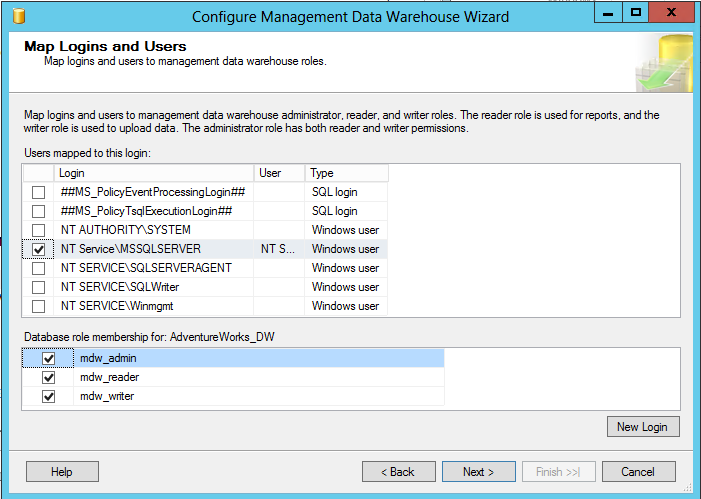 Configure Management Data Warehouse Wizard
Map Logins and Users
Map logins and users to management data warehouse roles.
Map logins and users to management data warehouse administrator, reader, and writer roles. The reader role is used for reports, and the
writer role is used to upload data. The administrator role has both reader and writer permissions.
Users mapped to this login:
Login User Type
##MS_PolicyEventProcessingLogin## SQL login
##MS_PolicyTsqlExecutionLogin## SQL login
NT AUTHORITY\SYSTEM Windows user
NT Service\MSSQLSERVER NT S... Windows user
NT SERVICE\SQLSERVERAGENT Windows user
NT SERVICE\SQLWriter Windows user
NT SERVICE\Winmgmt Windows user
Database role membership for: AdventureWorks_DW
mdw_admin
mdw_reader
mdw_writer
New Login
Help < Back Next > Finish >>| Cancel